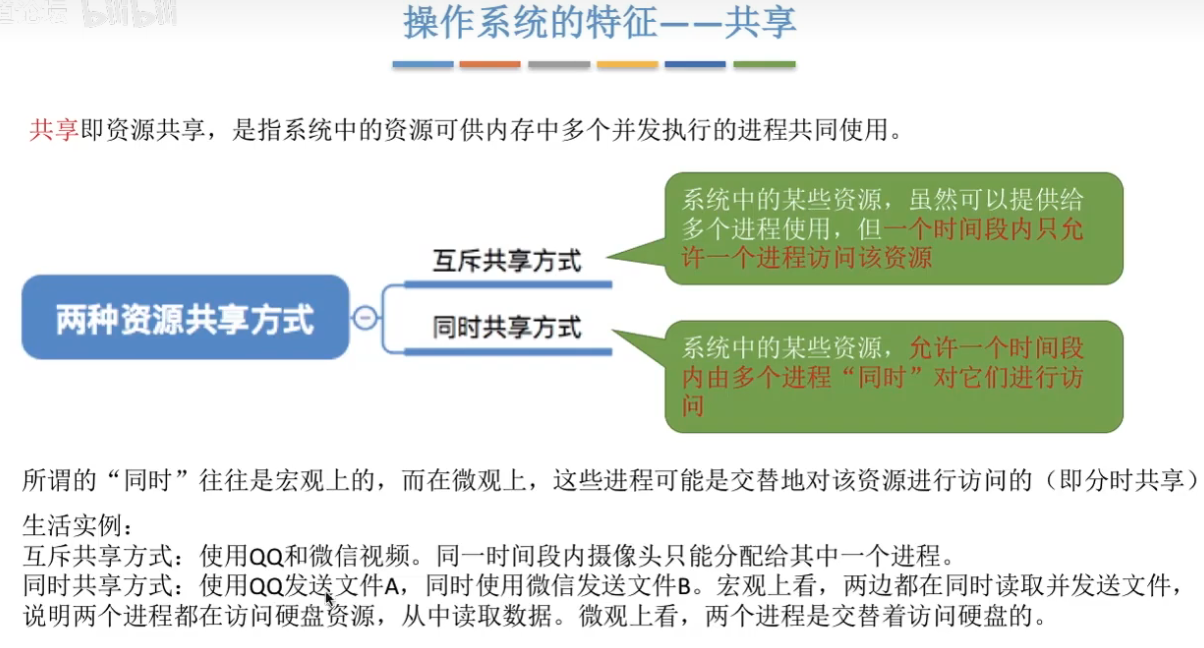 操作系统的特征——共享
共享即资源共享，是指系统中的资源可供内存中多个并发执行的进程共同使用。
两种资源共享方式
互斥共享方式
系统中的某些资源，虽然可以提供给
多个进程使用，但一个时间段内只允
许一个进程访问该资源
同时共享方式
系统中的某些资源，允许一个时间段
内由多个进程“同时”对它们进行访
问
所谓的“同时”往往是宏观上的，而在微观上，这些进程可能是交替地对该资源进行访问的（即分时共享）
生活实例：
互斥共享方式：使用QQ和微信视频。同一时间段内摄像头只能分配给其中一个进程。
同时共享方式：使用QQ发送文件A，同时使用微信发送文件B。宏观上看，两边都在同时读取并发送文件，
说明两个进程都在访问硬盘资源，从中读取数据。微观上看，两个进程是交替着访问硬盘的。